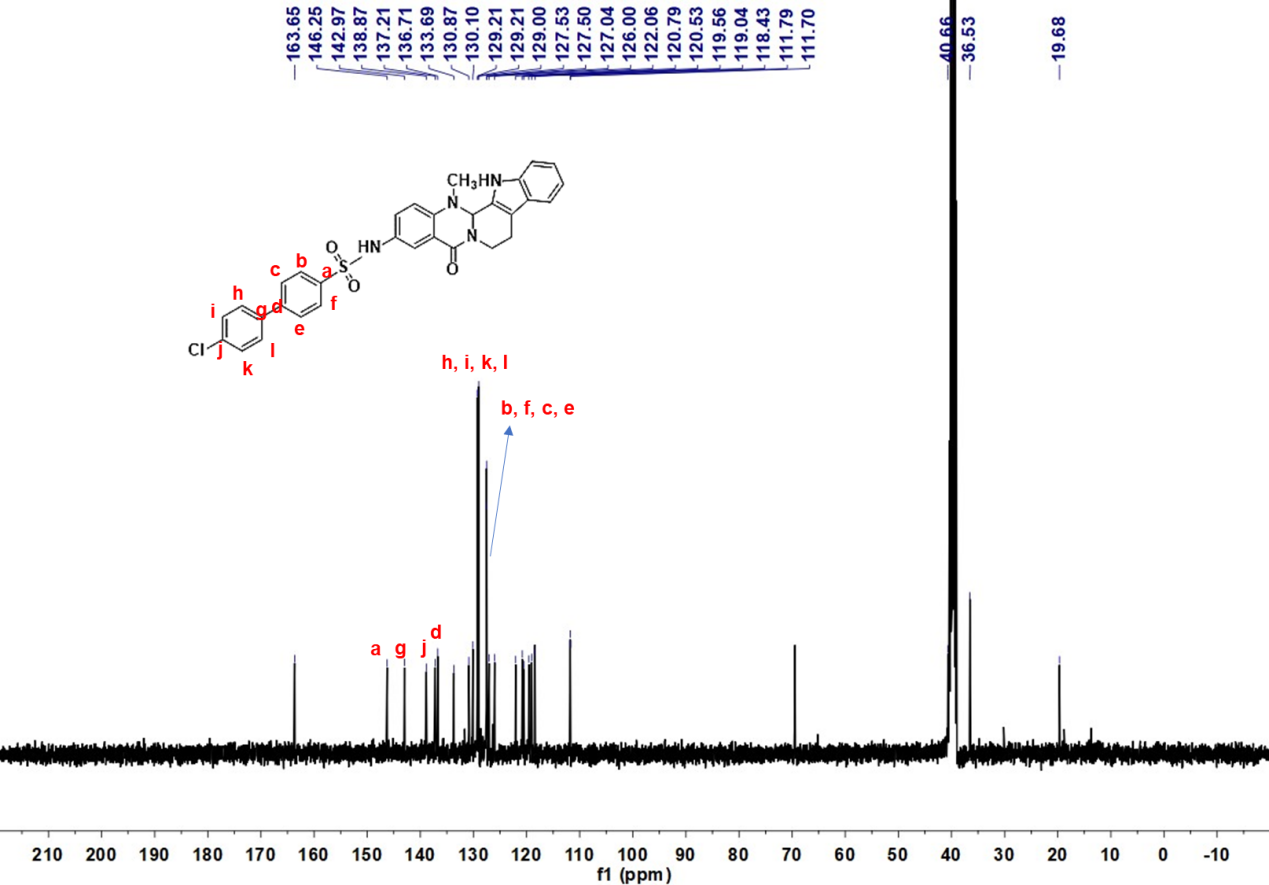 163.65
146.25
142.97
138.87
137.21
136.71
133.69
130.87
130.10
129.21
129.21
129.00
127.53
127.50
127.04
126.00
122.06
120.79
120.53
119.56
119.04
118.43
111.79
111.70
40.66
36.53
19.68
CH₃
HN
N
N
O
HN
O
S
O
b
a
c
f
h
d
g
i
e
Cl
j
l
k
h, i, k, l
b, f, c, e
d
a g j
210 200 190 180 170 160 150 140 130 120 110 100 90 80 70 60 50 40 30 20 10 0 -10
f1 (ppm)